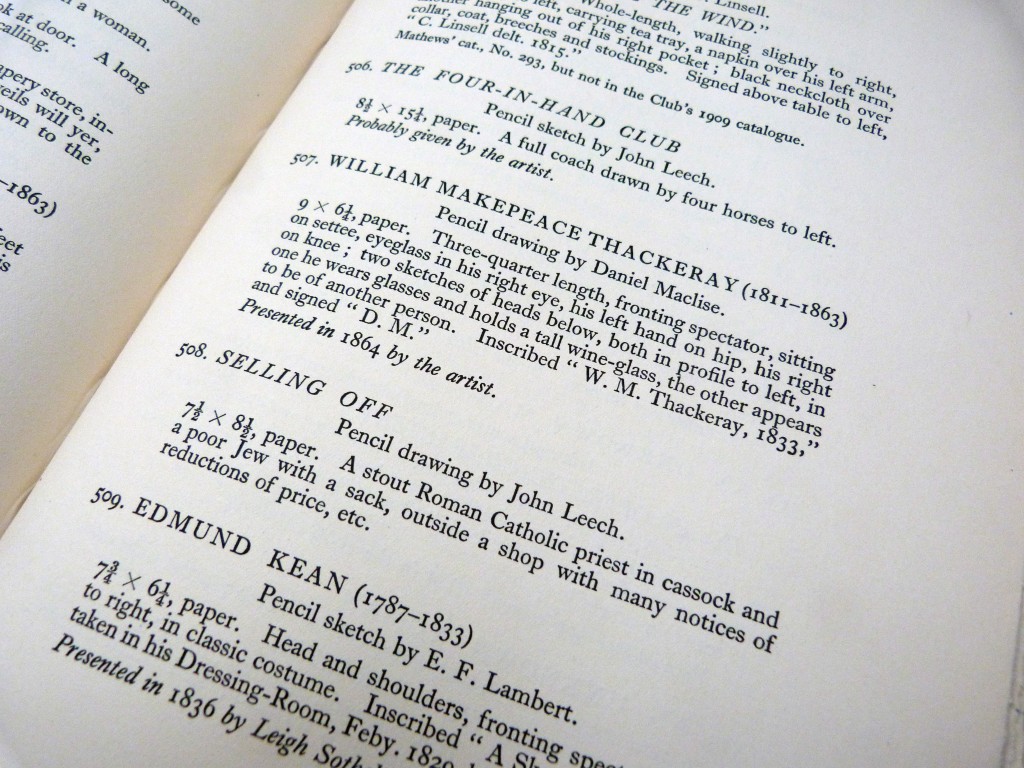 some
n a woman.
ok at door. A long
calling.
apery store, in-
veils will yer,
own to the
–1863)
eet
is
Linsell.
THE WIND."
Whole-length, walking slightly to right,
left, carrying tea tray, a napkin over his left arm,
another hanging out of his right pocket; black neckcloth over
collar, coat, breeches and stockings. Signed above table to left,
"C. Linsell delt. 1815."
Mathews' cat., No. 293, but not in the Club's 1909 catalogue.
506. THE FOUR-IN-HAND CLUB
Pencil sketch by John Leech.
8½ × 15¼, paper. A full coach drawn by four horses to left.
Probably given by the artist.
507. WILLIAM MAKEPEACE THACKERAY (1811–1863)
Pencil drawing by Daniel Maclise.
9 × 6¼, paper. Three-quarter length, fronting spectator, sitting
on settee, eyeglass in his right eye, his left hand on hip, his right
on knee; two sketches of heads below, both in profile to left, in
one he wears glasses and holds a tall wine-glass, the other appears
to be of another person. Inscribed "W. M. Thackeray, 1833,"
and signed "D. M."
Presented in 1864 by the artist.
508. SELLING OFF
Pencil drawing by John Leech.
7½ × 8½, paper. A stout Roman Catholic priest in cassock and
a poor Jew with a sack, outside a shop with many notices of
reductions of price, etc.
509. EDMUND KEAN (1787–1833)
Pencil sketch by E. F. Lambert.
7¾ × 6¼, paper. Head and shoulders, fronting spec
to right, in classic costume. Inscribed "A Sk
taken in his Dressing-Room, Feby. 1829
Presented in 1836 by Leigh Soth